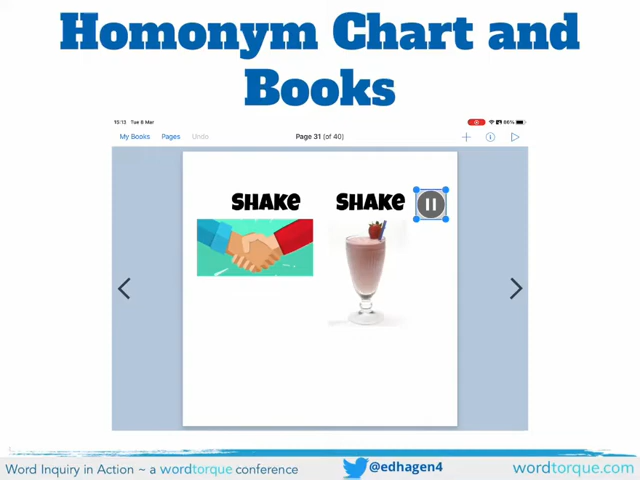 Homonym Chart and
Books
15:13 Tue 8 Mar
66%
My Books Pages Undo
Page 31 (of 40)
SHAKE SHAKE
Word Inquiry in Action ~ a wordtorque conference
@edhagen4
wordtorque.com